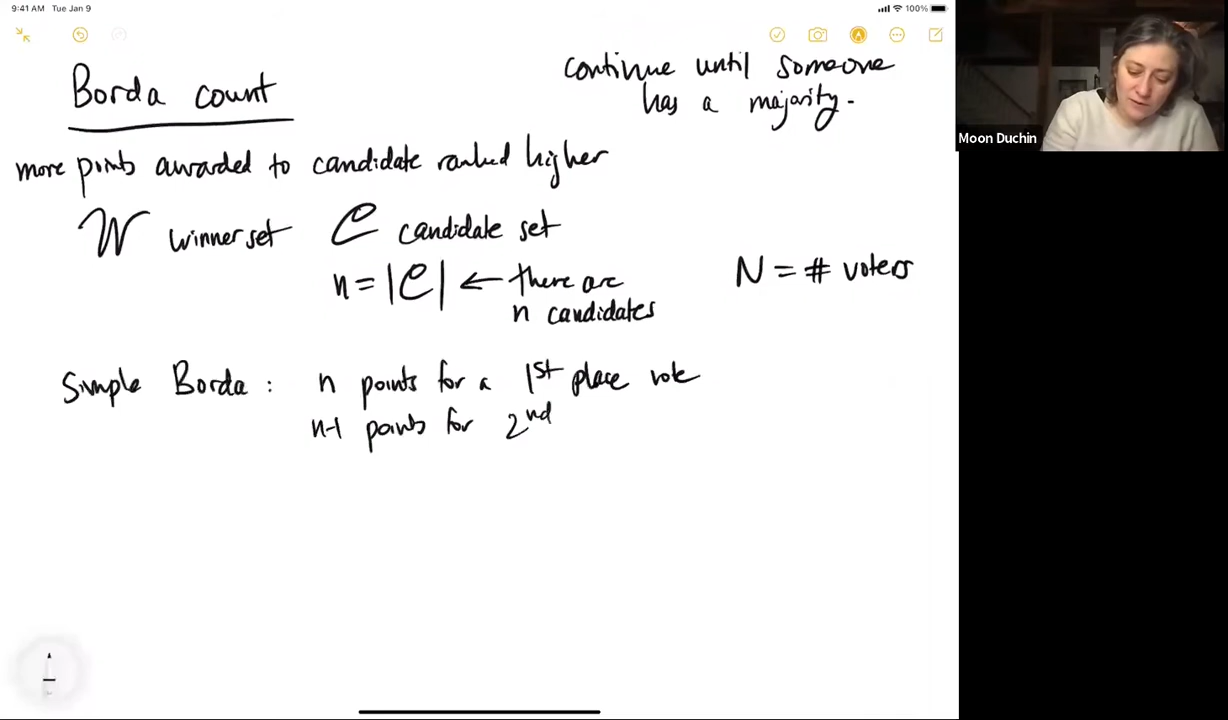 9:41 AM Tue Jan 9
100%
continue until someone
has a majority.
Borda count
more points awarded to candidate ranked higher
W winner set C candidate set
n = |C| ← there are
n candidates
N = # voters
Simple Borda : n points for a 1st place vote
n-1 points for 2nd
Moon Duchin